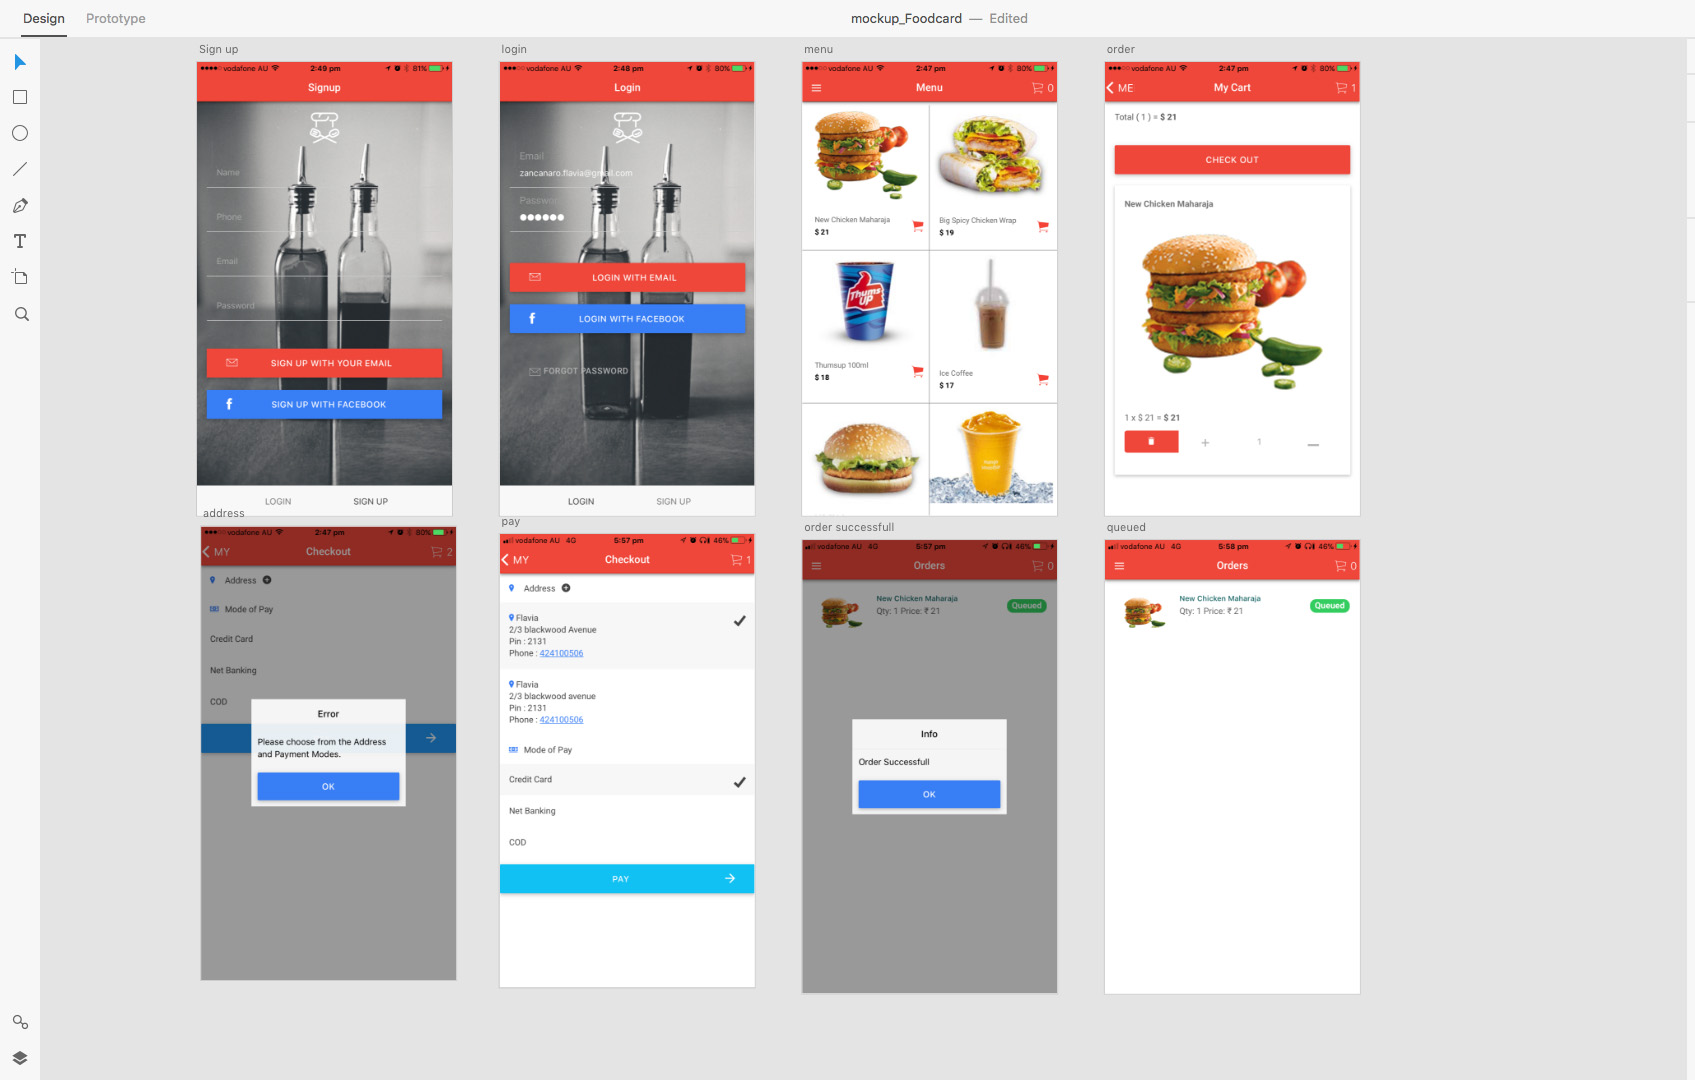 Design
Prototype
mockup_Foodcard — Edited
Sign up
vodafone AU
2:49 pm
81%
Signup
Name
Phone
Email
Password
SIGN UP WITH YOUR EMAIL
SIGN UP WITH FACEBOOK
LOGIN
SIGN UP
login
vodafone AU
2:48 pm
80%
Login
Email
zancanaro.flavia@gmail.com
Password
LOGIN WITH EMAIL
LOGIN WITH FACEBOOK
FORGOT PASSWORD
LOGIN
SIGN UP
menu
vodafone AU
2:47 pm
80%
Menu
0
New Chicken Maharaja
$ 21
Big Spicy Chicken Wrap
$ 19
Thums
UP
Thumsup 100ml
$ 18
Ice Coffee
$ 17
order
vodafone AU
2:47 pm
80%
ME
My Cart
1
Total ( 1 ) = $ 21
CHECK OUT
New Chicken Maharaja
1 x $ 21 = $ 21
+ 1 —
address
vodafone AU
2:47 pm
80%
MY
Checkout
2
Address
Mode of Pay
Credit Card
Net Banking
COD
Error
Please choose from the Address
and Payment Modes.
OK
pay
vodafone AU 4G
5:57 pm
46%
MY
Checkout
1
Address
Flavia
2/3 blackwood Avenue
Pin : 2131
Phone : 424100506
Flavia
2/3 blackwood avenue
Pin : 2131
Phone : 424100506
Mode of Pay
Credit Card
Net Banking
COD
PAY
order successfull
vodafone AU 4G
5:57 pm
46%
Orders
0
New Chicken Maharaja
Qty: 1 Price: ₹ 21
Queued
Info
Order Successfull
OK
queued
vodafone AU 4G
5:58 pm
46%
Orders
0
New Chicken Maharaja
Qty: 1 Price: ₹ 21
Queued